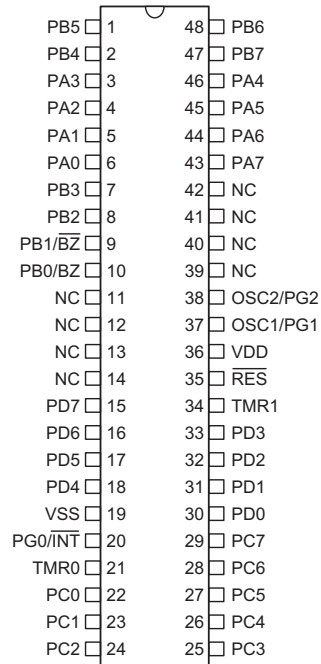 PB5 1 48 PB6
PB4 2 47 PB7
PA3 3 46 PA4
PA2 4 45 PA5
PA1 5 44 PA6
PA0 6 43 PA7
PB3 7 42 NC
PB2 8 41 NC
PB1/B̅Z̅ 9 40 NC
PB0/BZ 10 39 NC
NC 11 38 OSC2/PG2
NC 12 37 OSC1/PG1
NC 13 36 VDD
NC 14 35 R̅E̅S̅
PD7 15 34 TMR1
PD6 16 33 PD3
PD5 17 32 PD2
PD4 18 31 PD1
VSS 19 30 PD0
PG0/I̅N̅T̅ 20 29 PC7
TMR0 21 28 PC6
PC0 22 27 PC5
PC1 23 26 PC4
PC2 24 25 PC3